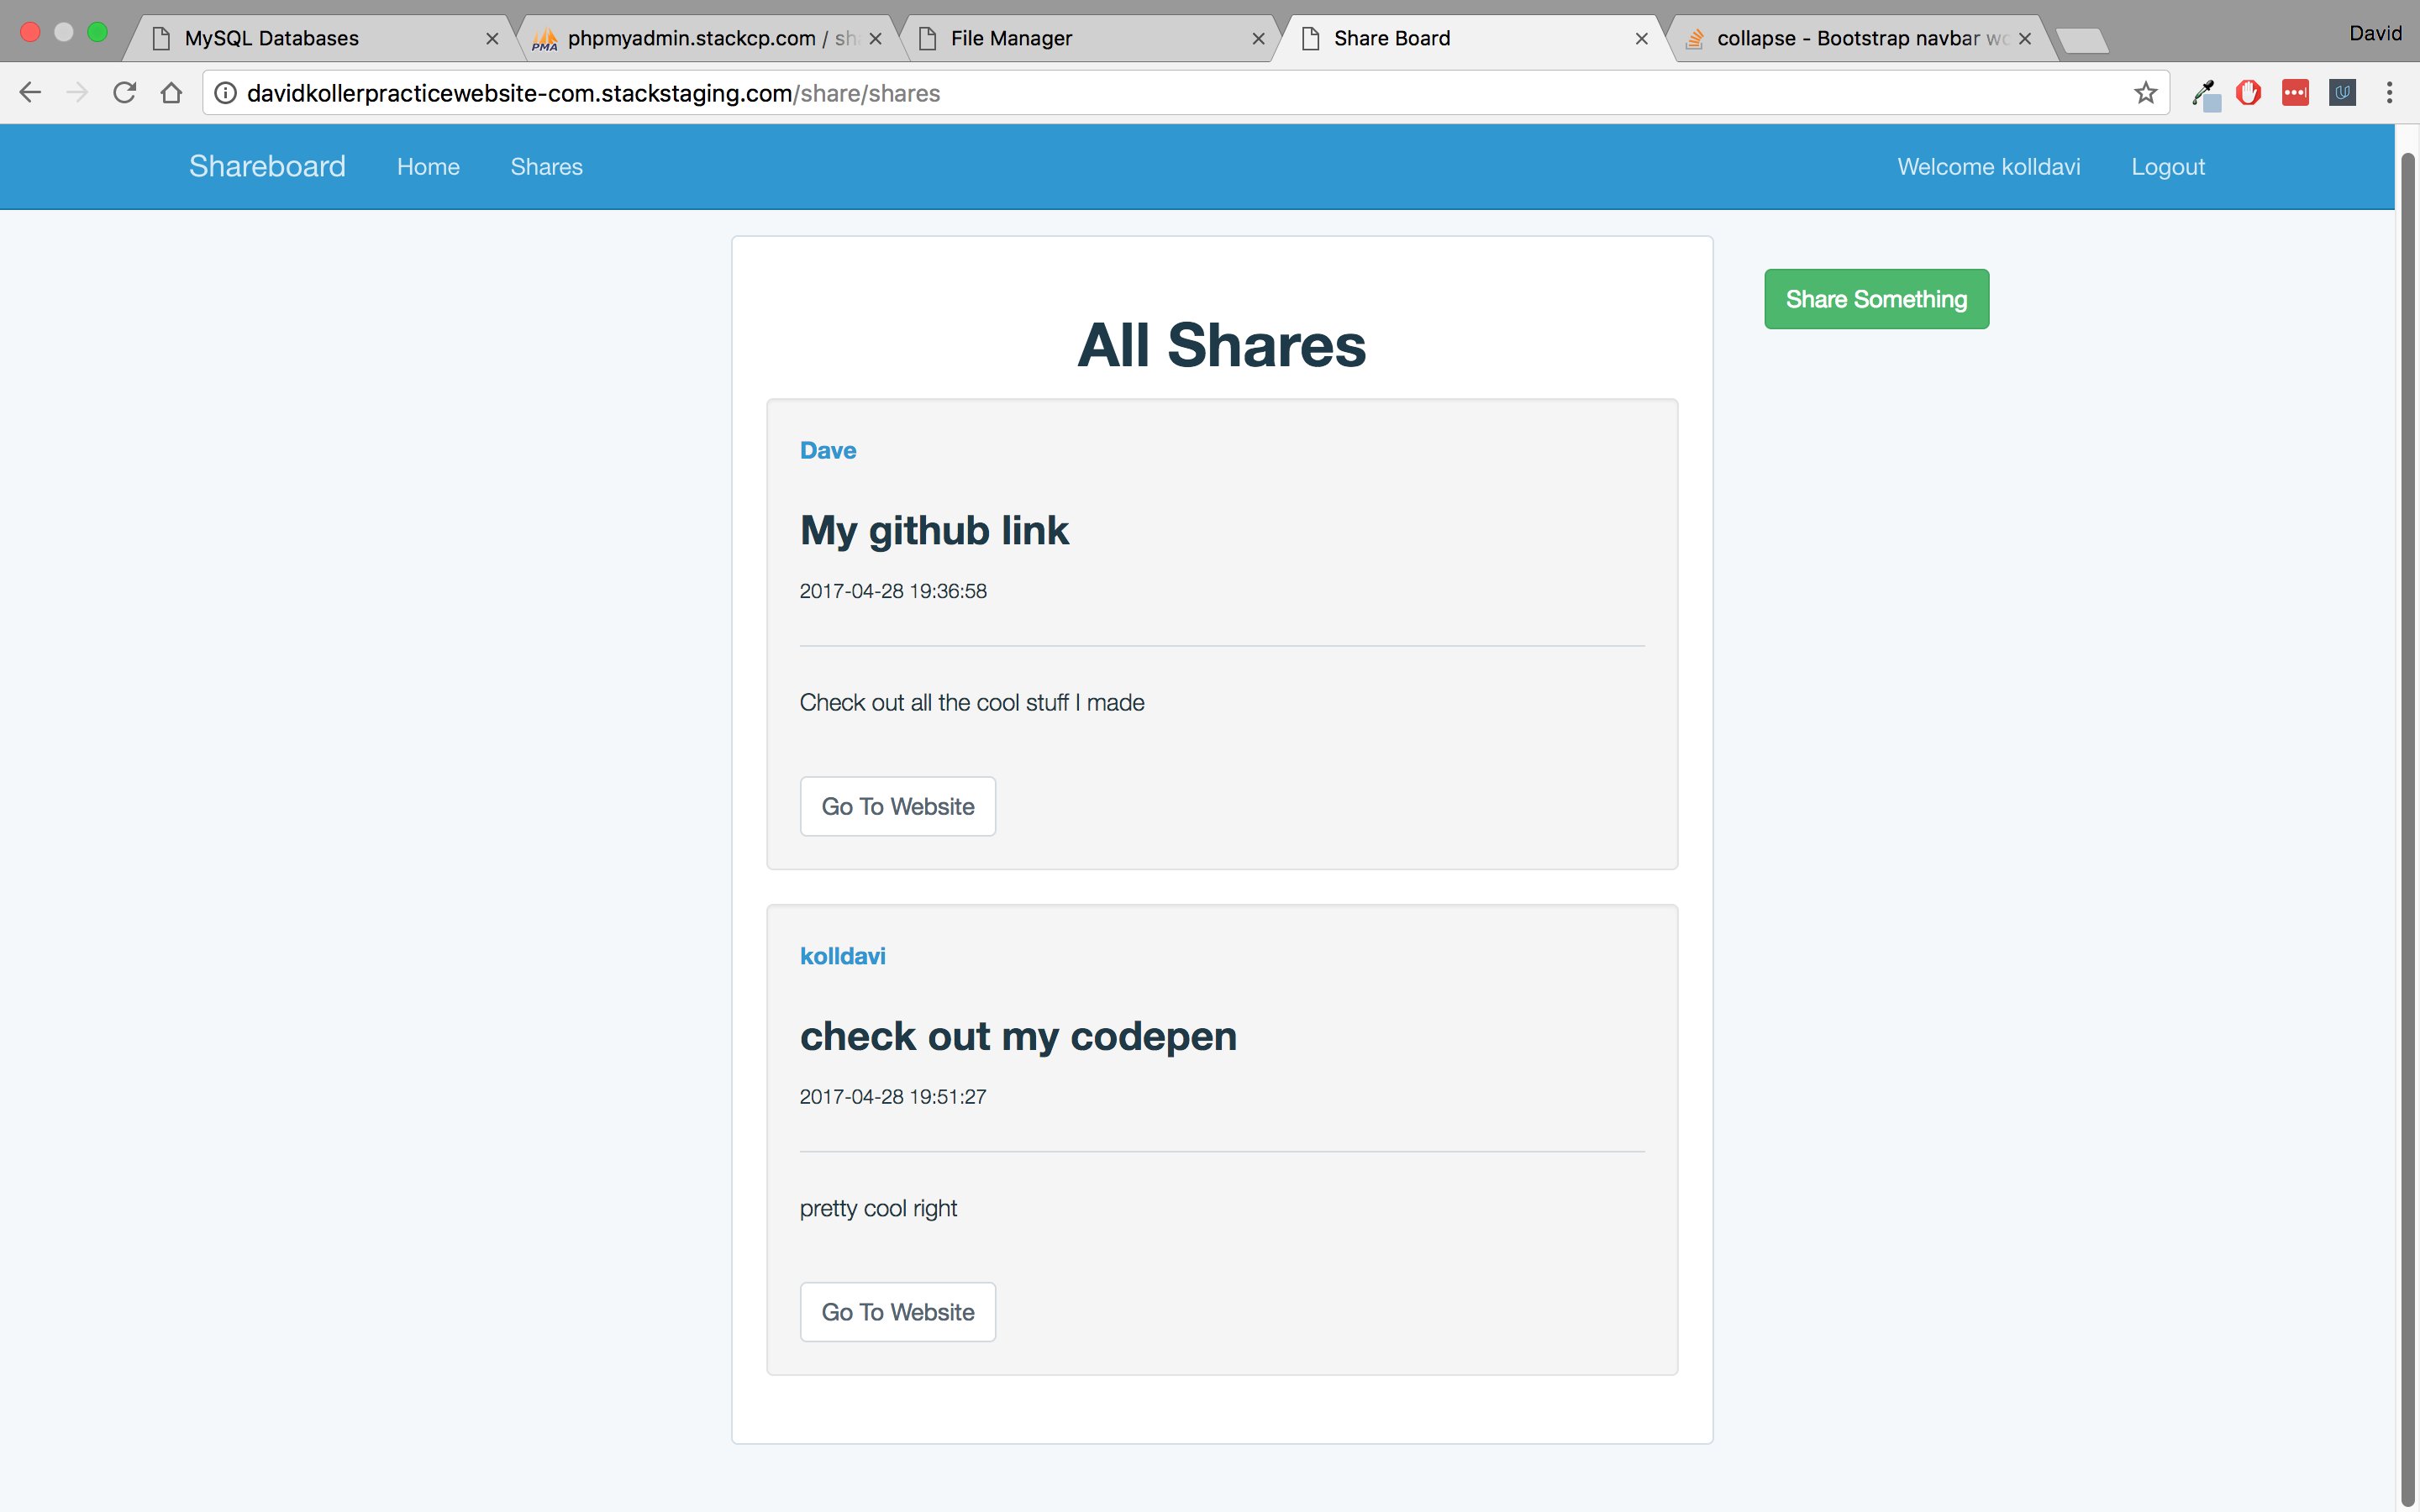 MySQL Databases
phpmyadmin.stackcp.com / sha
File Manager
Share Board
collapse - Bootstrap navbar wo
David
davidkollerpracticewebsite-com.stackstaging.com/share/shares
Shareboard
Home
Shares
Welcome kolldavi
Logout
Share Something
All Shares
Dave
My github link
2017-04-28 19:36:58
Check out all the cool stuff I made
Go To Website
kolldavi
check out my codepen
2017-04-28 19:51:27
pretty cool right
Go To Website